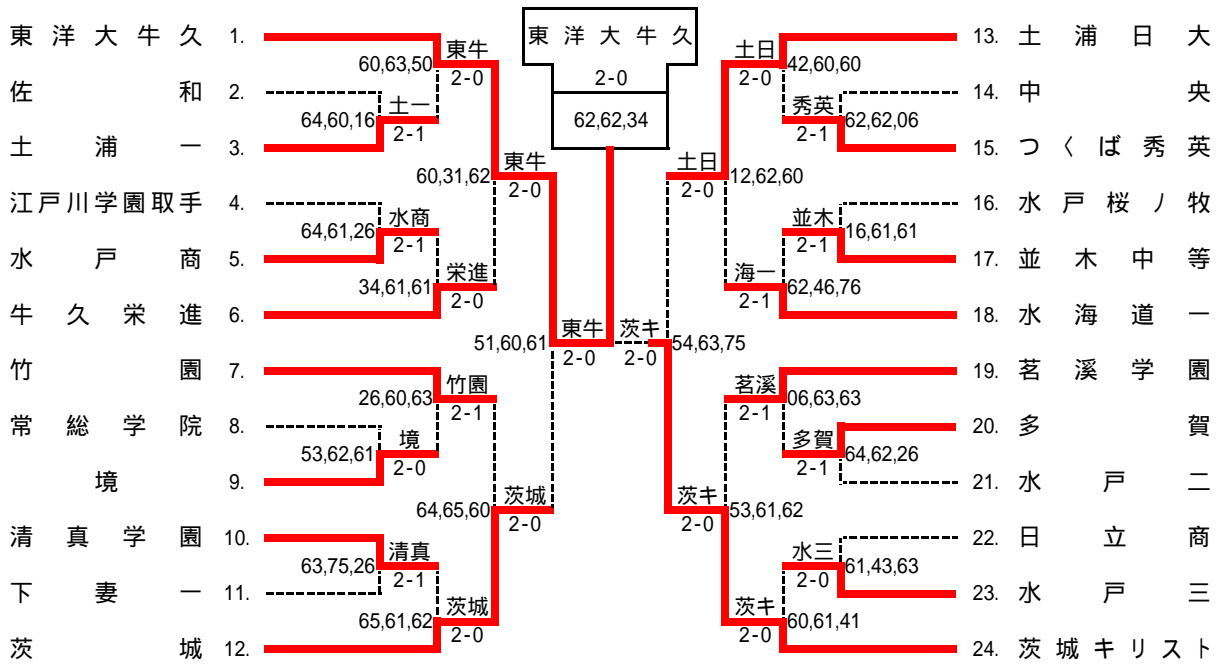 東洋大牛久 1.
佐和 2.
土浦一 3.
江戸川学園取手 4.
水戸商 5.
牛久栄進 6.
竹園 7.
常総学院 8.
境 9.
清真学園 10.
下妻一 11.
茨城 12.
東牛
60,63,50
2-0
土一
64,60,16
2-1
東牛
60,31,62
2-0
水商
64,61,26
2-1
栄進
34,61,61
2-0
東牛
51,60,61
2-0
竹園
26,60,63
2-1
境
53,62,61
2-0
茨城
64,65,60
2-0
清真
63,75,26
2-1
茨城
65,61,62
2-0
東洋大牛久
2-0
62,62,34
土日
42,60,60
2-0
秀英
62,62,06
2-1
土日
12,62,60
2-0
並木
16,61,61
2-1
海一
62,46,76
2-1
茨キ
54,63,75
2-0
茗溪
06,63,63
2-1
多賀
64,62,26
2-1
茨キ
53,61,62
2-0
水三
61,43,63
2-0
茨キ
60,61,41
2-0
13. 土浦日大
14. 中央
15. つくば秀英
16. 水戸桜ノ牧
17. 並木中等
18. 水海道一
19. 茗溪学園
20. 多賀
21. 水戸二
22. 日立商
23. 水戸三
24. 茨城キリスト